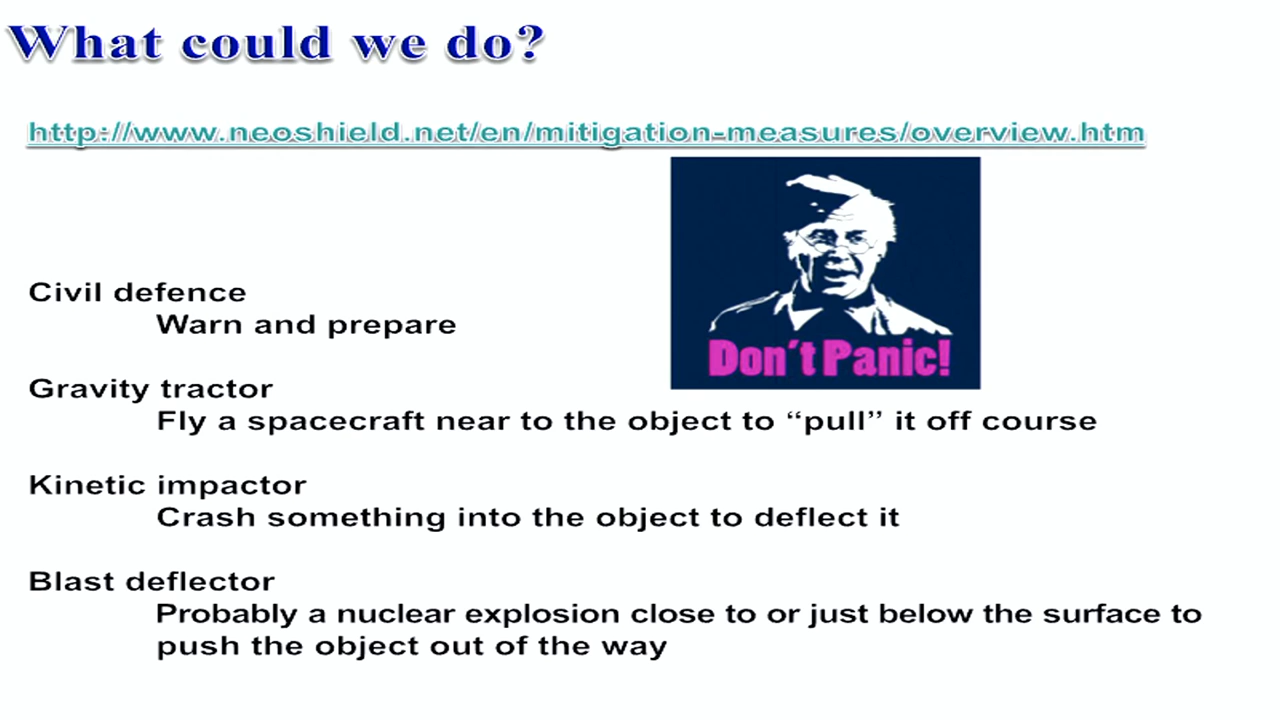 What could we do?
http://www.neoshield.net/en/mitigation-measures/overview.htm
Don´t Panic!
Civil defence
Warn and prepare
Gravity tractor
Fly a spacecraft near to the object to “pull” it off course
Kinetic impactor
Crash something into the object to deflect it
Blast deflector
Probably a nuclear explosion close to or just below the surface to
push the object out of the way